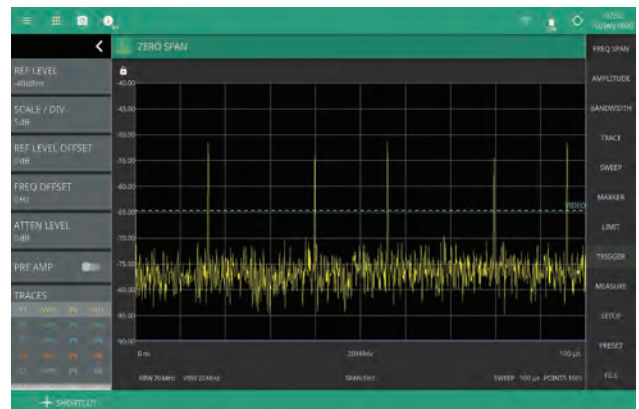 ZERO SPAN
REF LEVEL
-40dBm
SCALE / DIV
5dB
REF LEVEL OFFSET
0dB
FREQ OFFSET
0Hz
ATTEN LEVEL
0dB
PRE AMP
TRACES
SHORTCUT
-40.00
-45.00
-50.00
-55.00
-60.00
-65.00
-70.00
-75.00
-80.00
-85.00
-90.00
VIDEO
0 ms
100 µs
RBW 20 MHz VBW 20 MHz
SWEEP 100 µs POINTS 1001
FREQ SPAN
AMPLITUDE
BANDWIDTH
TRACE
SWEEP
MARKER
LIMIT
TRIGGER
MEASURE
SETUP
PRESET
FILE